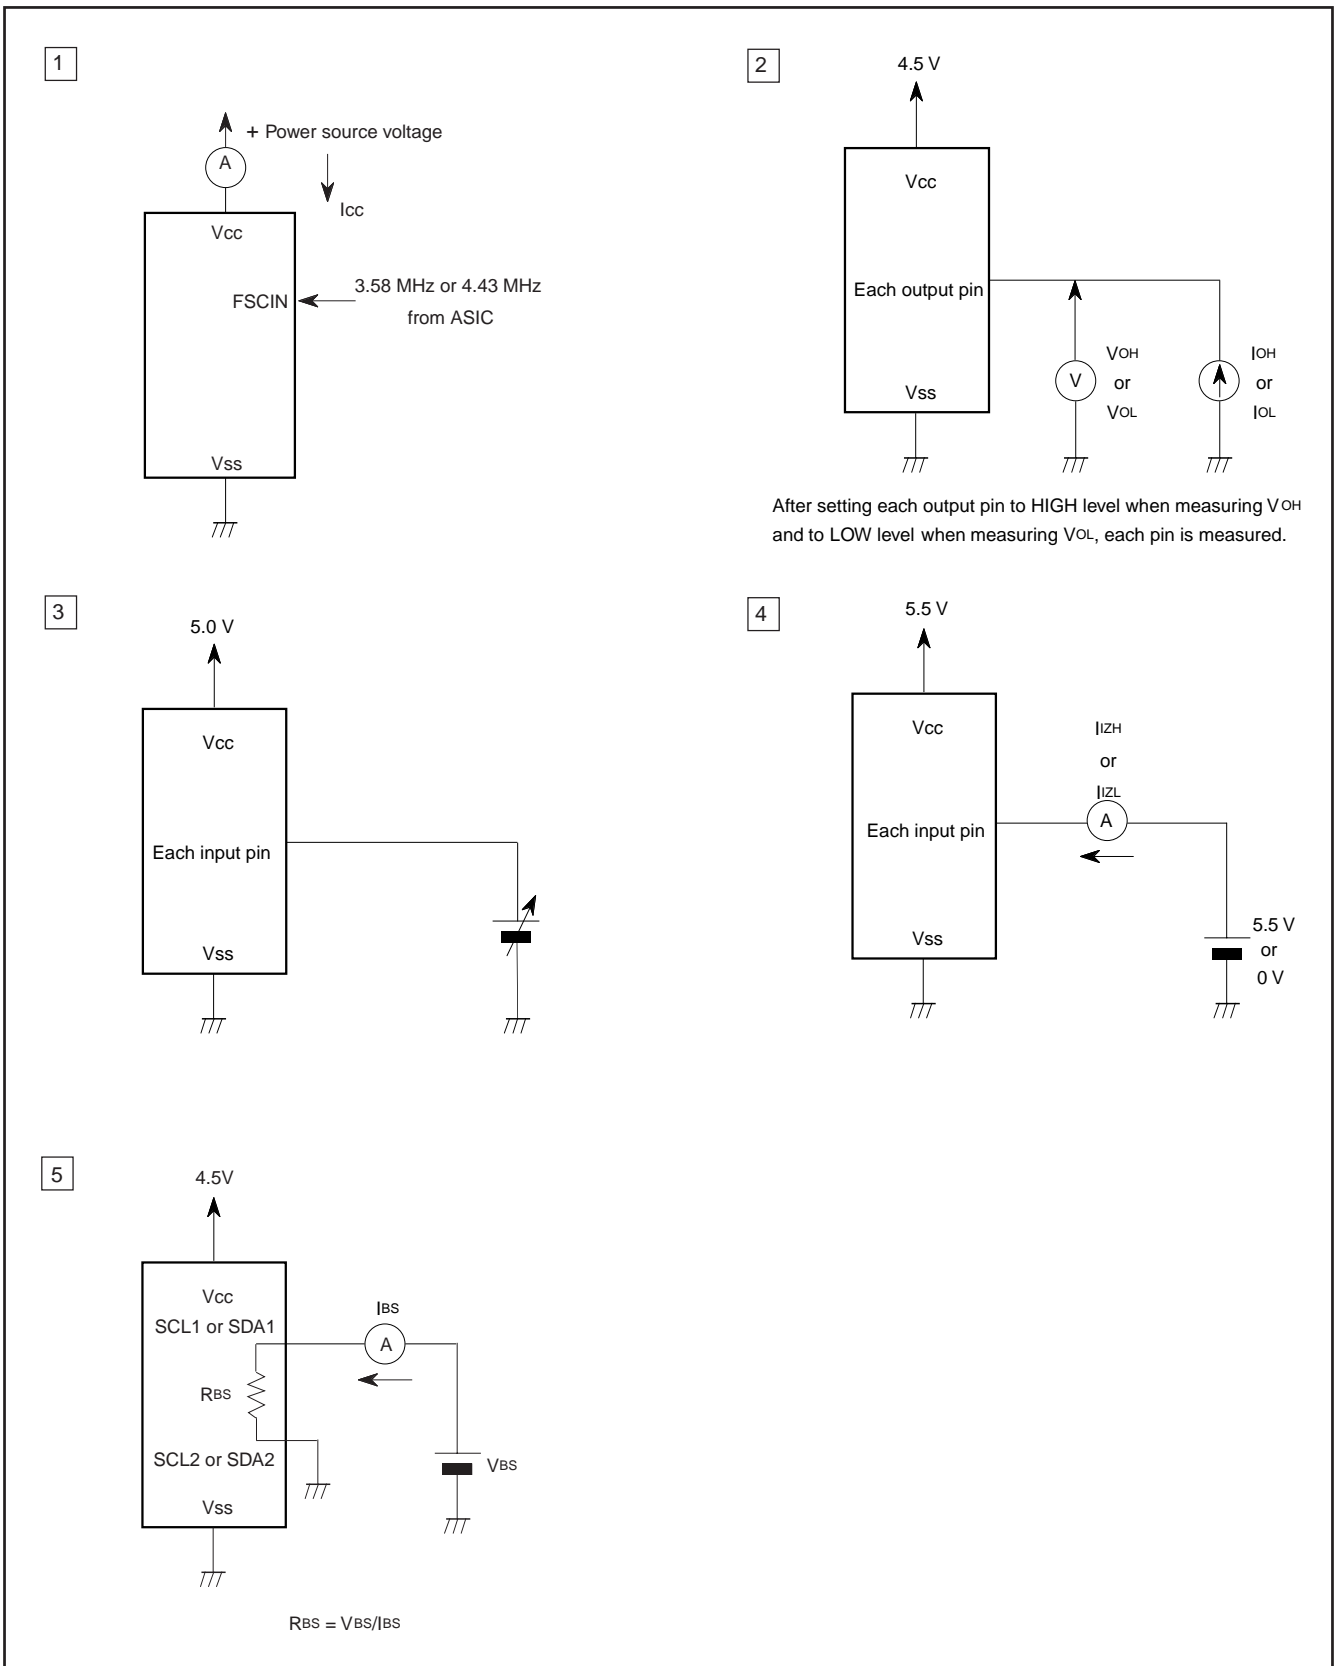 1
+ Power source voltage
A
Icc
Vcc
FSCIN
3.58 MHz or 4.43 MHz
from ASIC
Vss
2
4.5 V
Vcc
Each output pin
Vss
V
VOH
or
VOL
IOH
or
IOL
After setting each output pin to HIGH level when measuring VOH
and to LOW level when measuring VOL, each pin is measured.
3
5.0 V
Vcc
Each input pin
Vss
4
5.5 V
Vcc
Each input pin
Vss
IIZH
or
IIZL
A
5.5 V
or
0 V
5
4.5V
Vcc
SCL1 or SDA1
RBS
SCL2 or SDA2
Vss
IBS
A
VBS
RBS = VBS/IBS